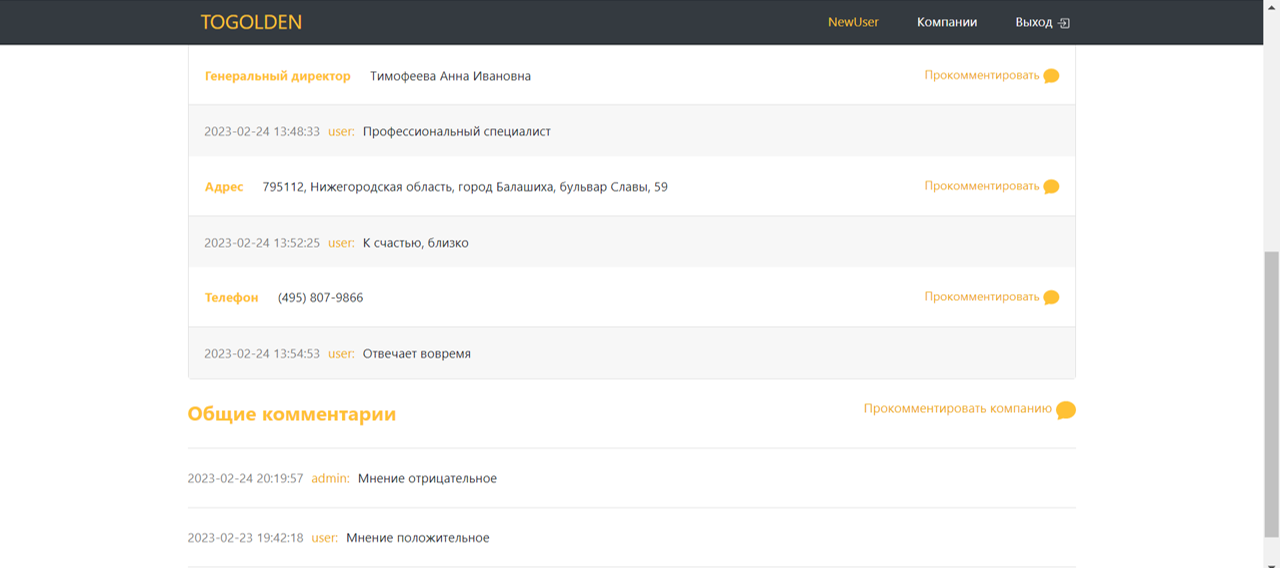 TOGOLDEN NewUser Компании Выход
Генеральный директор Тимофеева Анна Ивановна Прокомментировать
2023-02-24 13:48:33 user: Профессиональный специалист
Адрес 795112, Нижегородская область, город Балашиха, бульвар Славы, 59 Прокомментировать
2023-02-24 13:52:25 user: К счастью, близко
Телефон (495) 807-9866 Прокомментировать
2023-02-24 13:54:53 user: Отвечает вовремя
Общие комментарии Прокомментировать компанию
2023-02-24 20:19:57 admin: Мнение отрицательное
2023-02-23 19:42:18 user: Мнение положительное